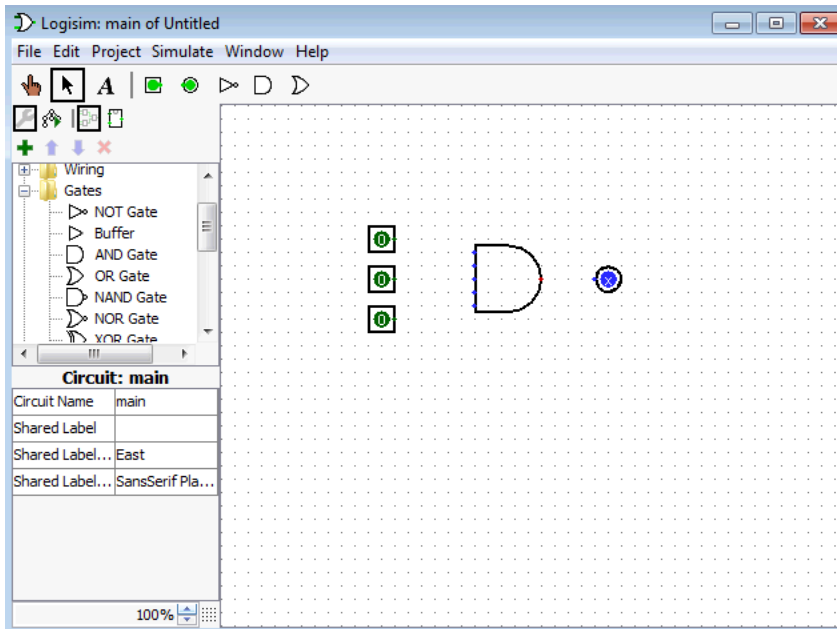 Logisim: main of Untitled
File Edit Project Simulate Window Help
A
Wiring
Gates
NOT Gate
Buffer
AND Gate
OR Gate
NAND Gate
NOR Gate
XOR Gate
Circuit: main
Circuit Name main
Shared Label
Shared Label... East
Shared Label... SansSerif Pla...
100%
0
0
x
0